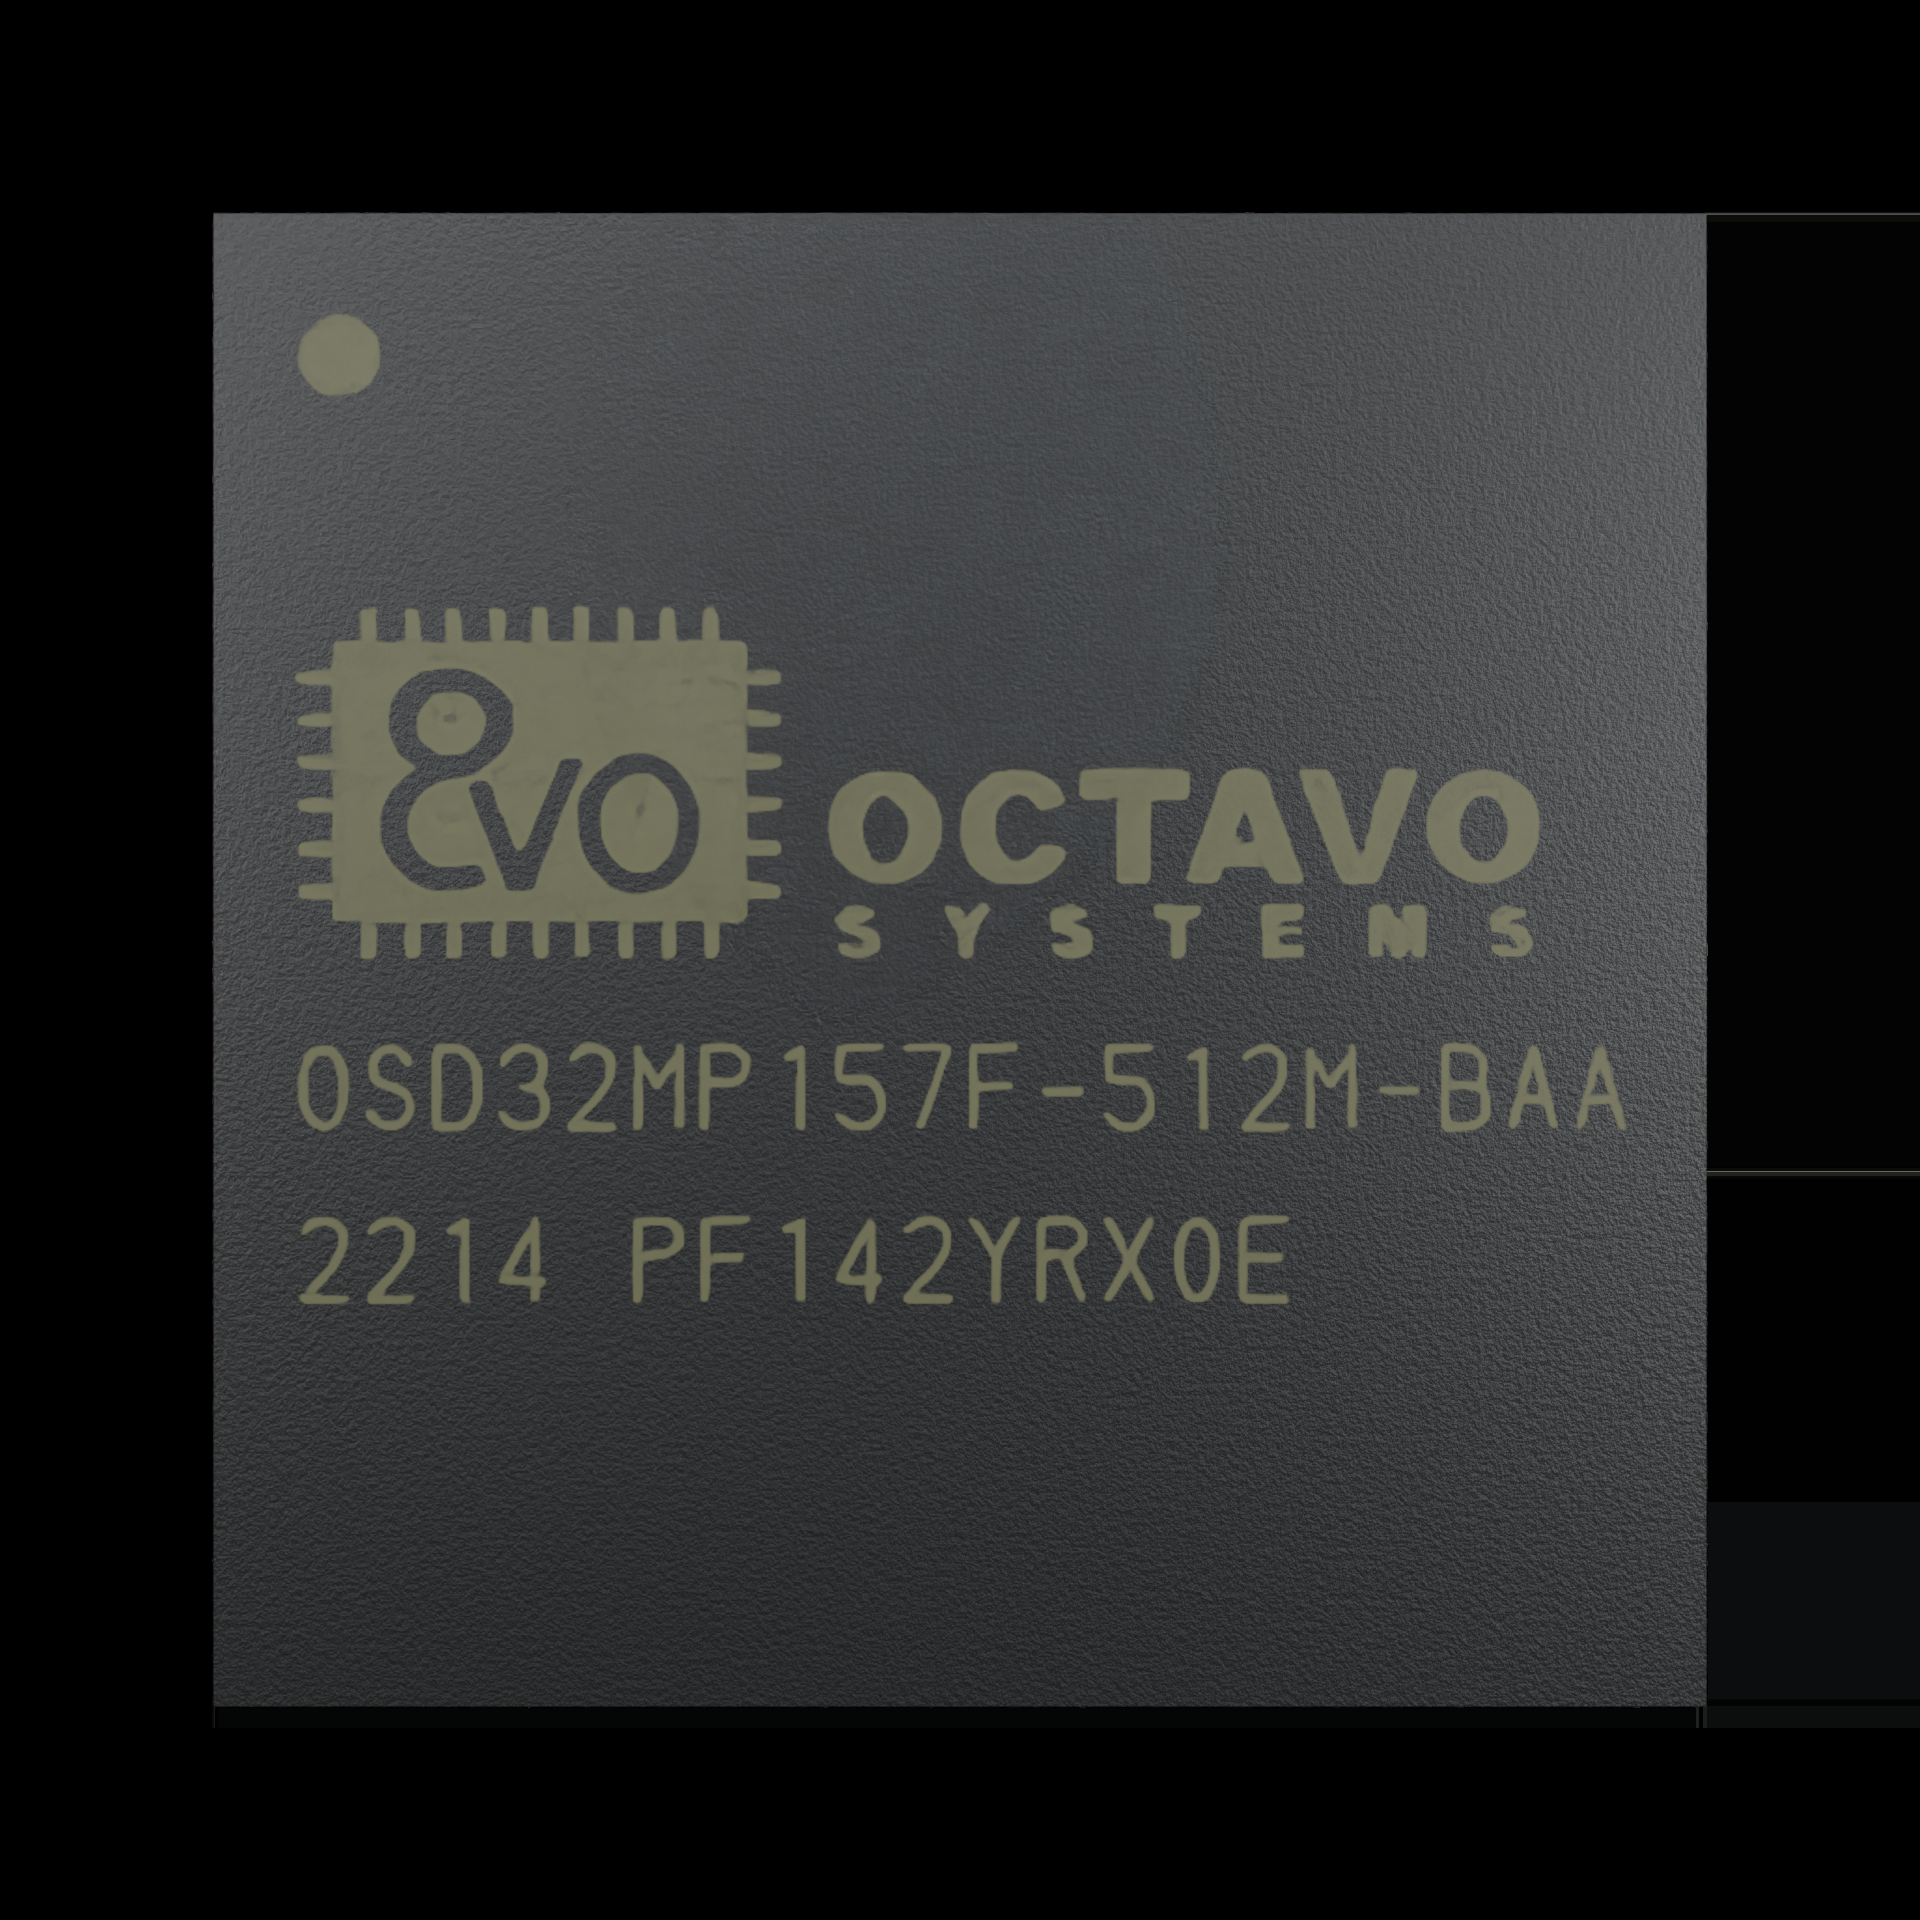 8vo
OCTAVO
SYSTEMS
OSD32MP157F-512M-BAA
2214 PF142YRX0E